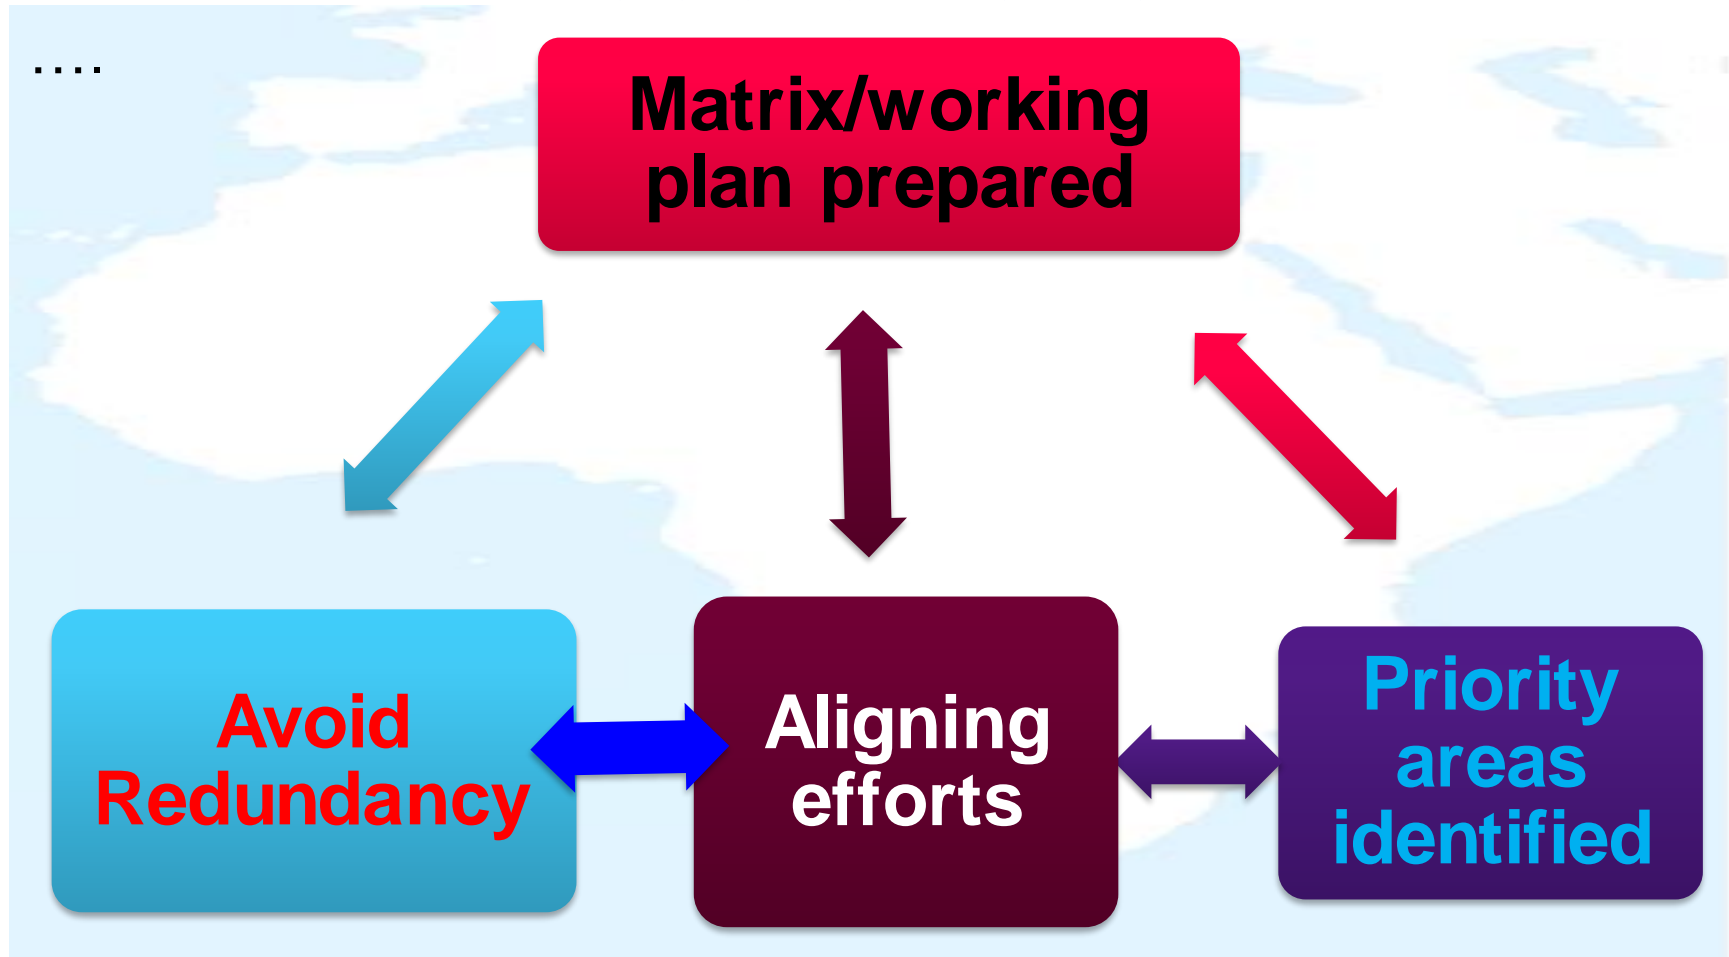 ....
Matrix/working
plan prepared
Avoid
Redundancy
Aligning
efforts
Priority
areas
identified